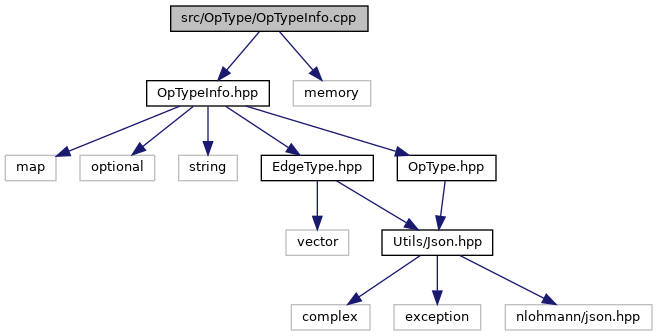 src/OpType/OpTypeInfo.cpp
OpTypeInfo.hpp
memory
map
optional
string
EdgeType.hpp
OpType.hpp
vector
Utils/Json.hpp
complex
exception
nlohmann/json.hpp